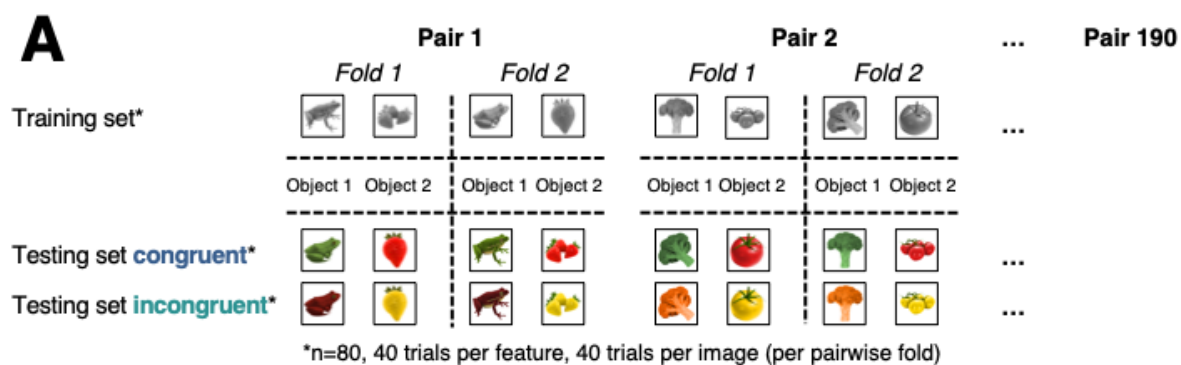 A
Pair 1 Pair 2 ... Pair 190
Fold 1 Fold 2 Fold 1 Fold 2
Training set* ...
Object 1 Object 2 Object 1 Object 2 Object 1 Object 2 Object 1 Object 2
Testing set congruent* ...
Testing set incongruent* ...
*n=80, 40 trials per feature, 40 trials per image (per pairwise fold)